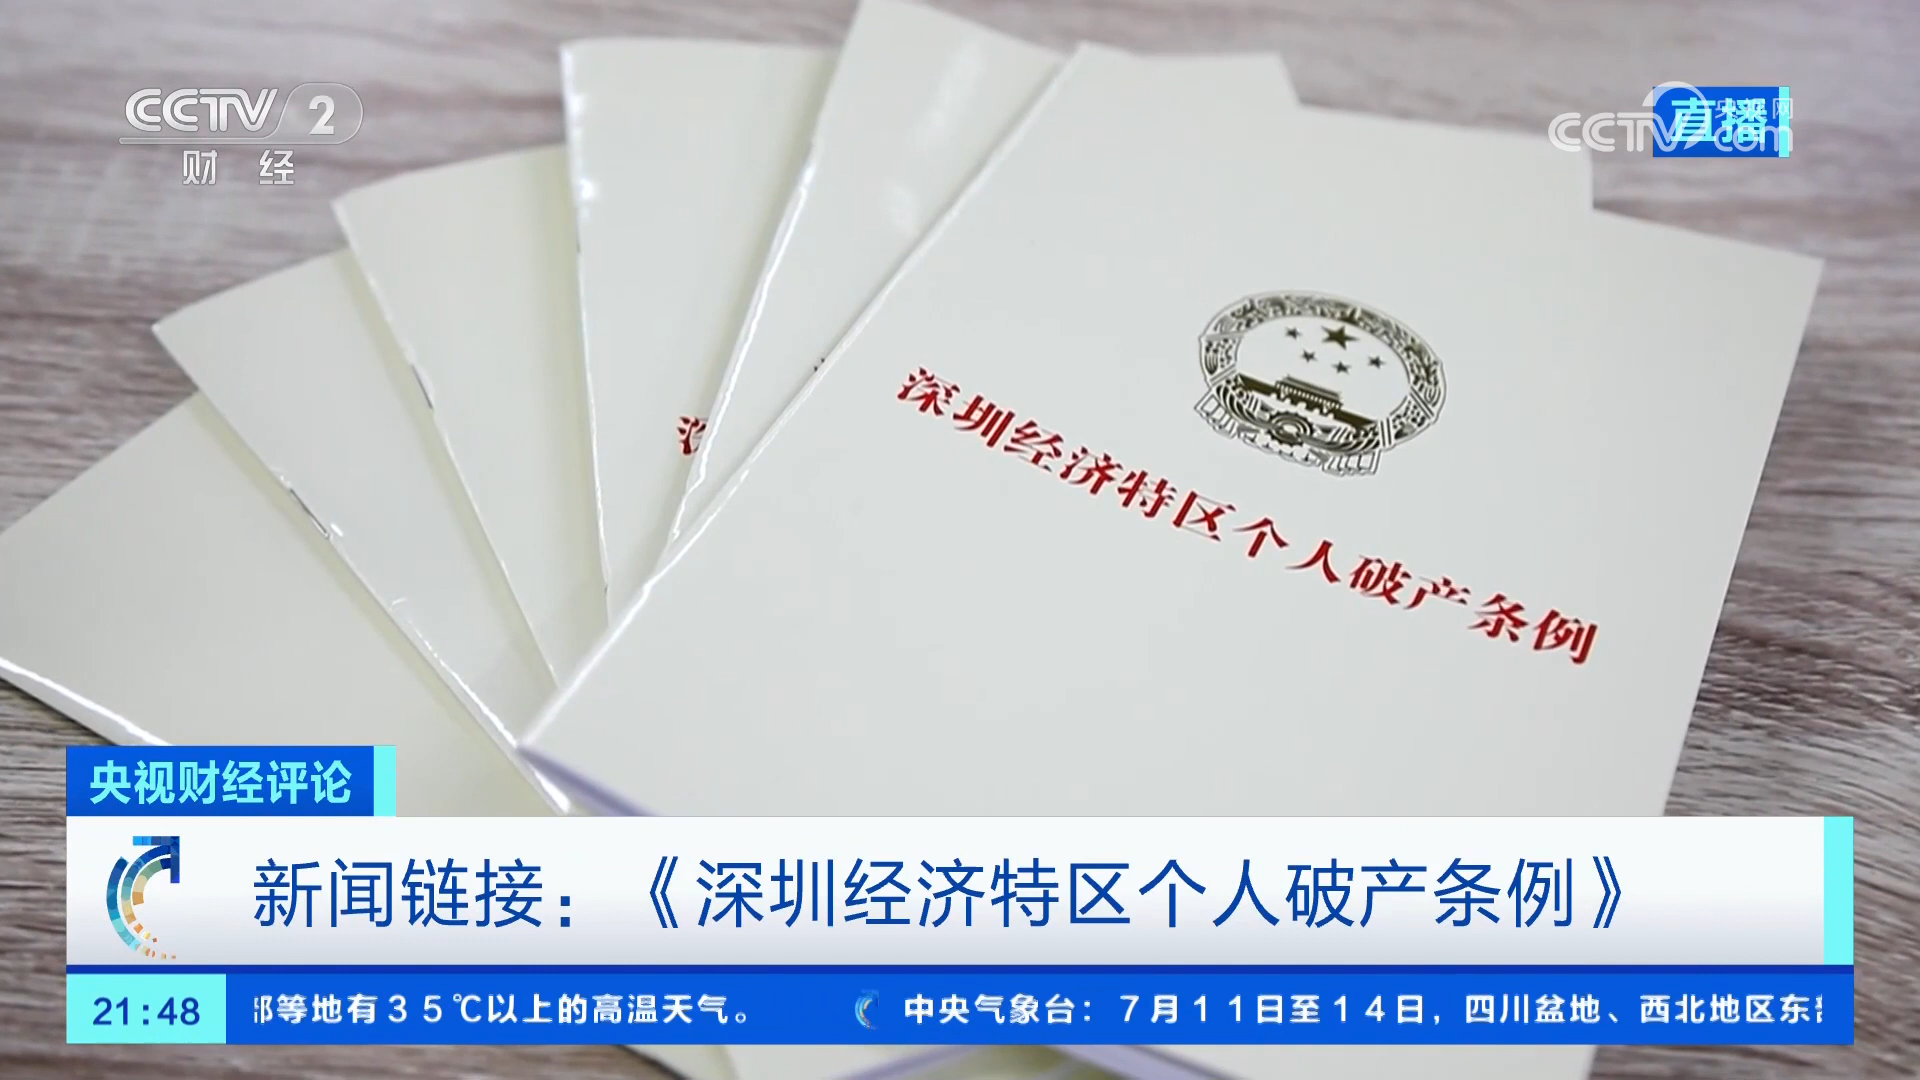 CCTV 2
财 经
直播
央视网
CCTV.com
深圳经济特区个人破产条例
央视财经评论
新闻链接：《深圳经济特区个人破产条例》
21:48
部等地有３５℃以上的高温天气。 中央气象台：７月１１日至１４日，四川盆地、西北地区东